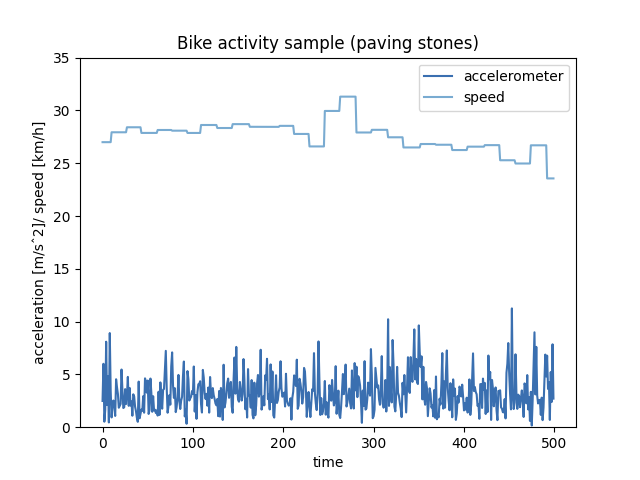 Bike activity sample (paving stones)
accelerometer
speed
35
30
25
20
15
10
5
0
acceleration [m/sˆ2]/ speed [km/h]
0 100 200 300 400 500
time